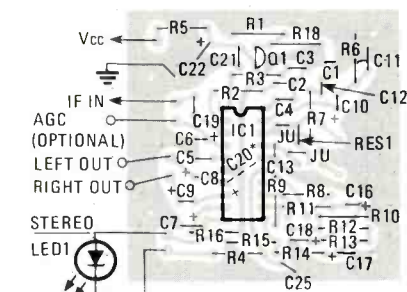 R5 R1
Vcc + C21 Q1 R18 R6
C3 C11
C22 R3 C2 C1
IF IN R2 C12
AGC C19 C4 R7 C10
(OPTIONAL) C6 + IC1 JU RES1
LEFT OUT C5 C20* C13 JU
RIGHT OUT + C8 +
+C9 R9 R8 C16
R11 + R10
STEREO C7 + R16 R15 C18 R12
LED1 R4 R14 + R13
+ C17
C25